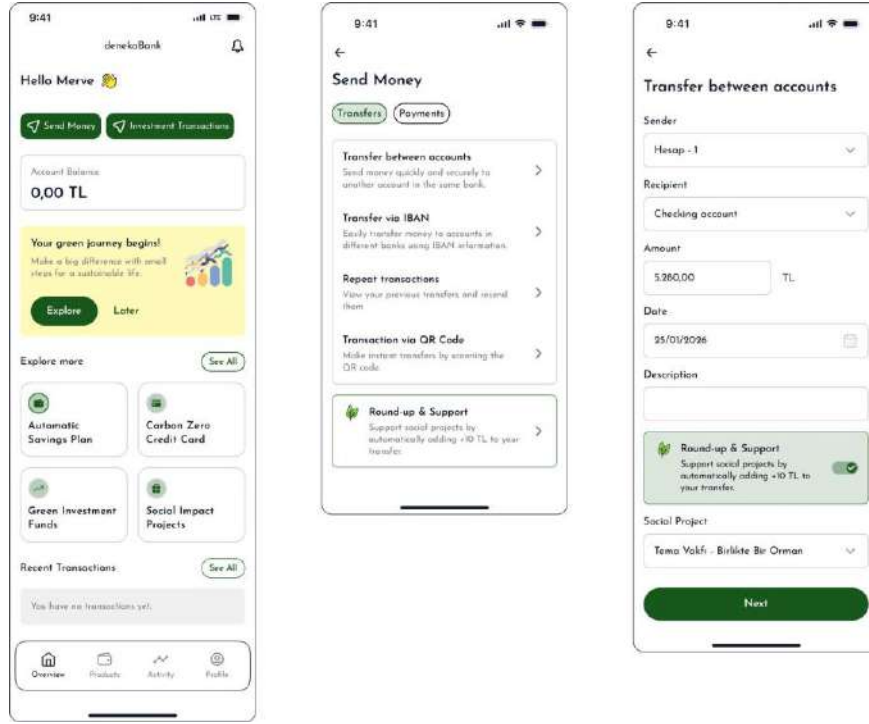 9:41
LTE
denekoBank
Hello Merve 👋
Send Money
Investment Transactions
Account Balance
0,00 TL
Your green journey begins!
Make a big difference with small
steps for a sustainable life.
Explore
Later
Explore more
See All
Automatic
Savings Plan
Carbon Zero
Credit Card
Green Investment
Funds
Social Impact
Projects
Recent Transactions
See All
You have no transactions yet.
Overview
Products
Activity
Profile
9:41
Send Money
Transfers
Payments
Transfer between accounts
Send money quickly and securely to
another account in the same bank.
Transfer via IBAN
Easily transfer money to accounts in
different banks using IBAN information.
Repeat transactions
View your previous transfers and resend
them
Transaction via QR Code
Make instant transfers by scanning the
QR code.
Round-up & Support
Support social projects by
automatically adding +10 TL to your
transfer.
9:41
Transfer between accounts
Sender
Hesap - 1
Recipient
Checking account
Amount
5.280,00
TL
Date
25/01/2026
Description
Round-up & Support
Support social projects by
automatically adding +10 TL to
your transfer.
Social Project
Tema Vakfı - Birlikte Bir Orman
Next